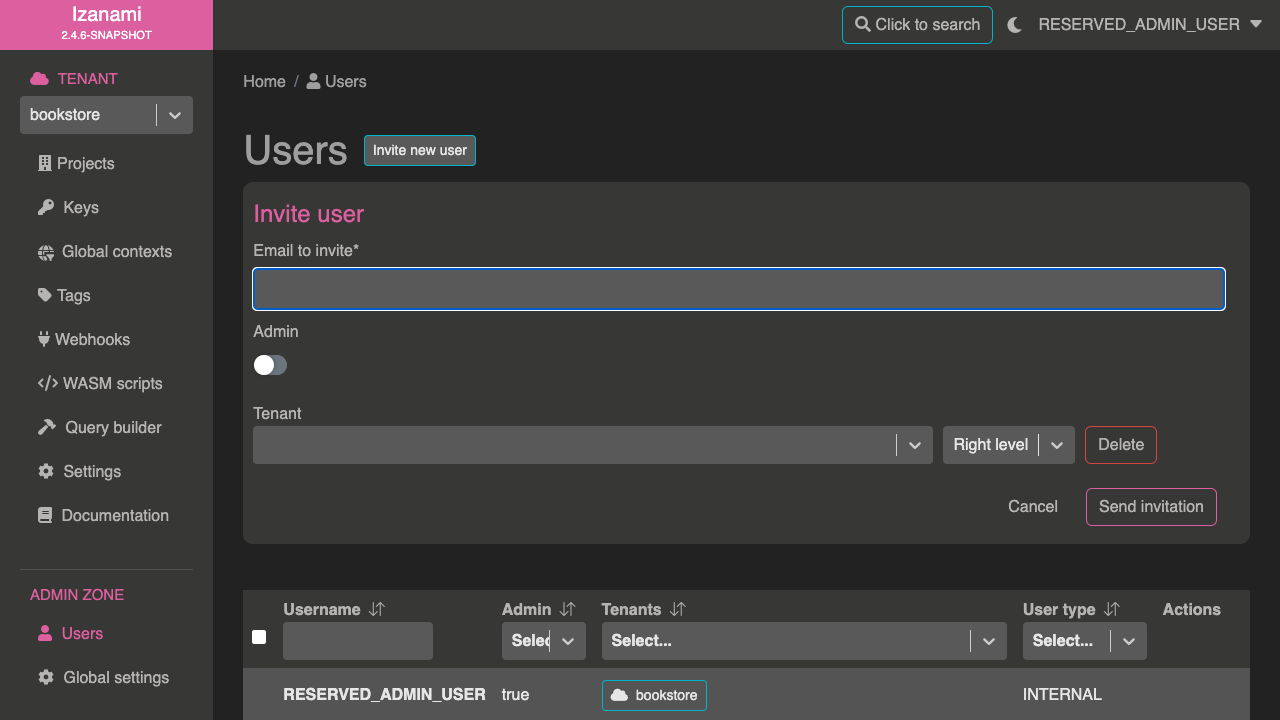 Izanami
2.4.6-SNAPSHOT
Click to search
RESERVED_ADMIN_USER
TENANT
bookstore
Projects
Keys
Global contexts
Tags
Webhooks
WASM scripts
Query builder
Settings
Documentation
ADMIN ZONE
Users
Global settings
Home / Users
Users
Invite new user
Invite user
Email to invite*
Admin
Tenant
Right level
Delete
Cancel
Send invitation
Username Admin Tenants User type Actions
Select... Select...
RESERVED_ADMIN_USER true bookstore INTERNAL